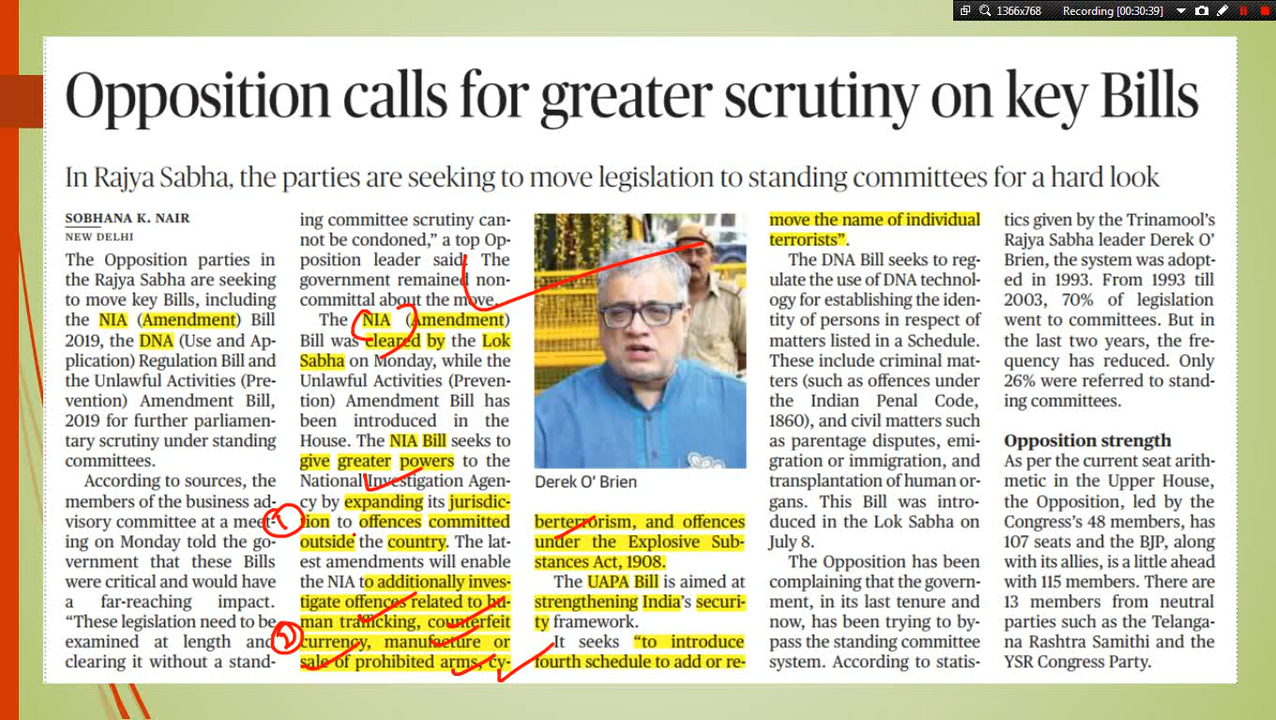 1366x768
Recording [00:30:39]
Opposition calls for greater scrutiny on key Bills
In Rajya Sabha, the parties are seeking to move legislation to standing committees for a hard look
SOBHANA K. NAIR
NEW DELHI
The Opposition parties in
the Rajya Sabha are seeking
to move key Bills, including
the NIA (Amendment) Bill
2019, the DNA (Use and Ap-
plication) Regulation Bill and
the Unlawful Activities (Pre-
vention) Amendment Bill,
2019 for further parliamen-
tary scrutiny under standing
committees.
According to sources, the
members of the business ad-
visory committee at a meet-
ing on Monday told the go-
vernment that these Bills
were critical and would have
a far-reaching impact.
“These legislation need to be
examined at length and
clearing it without a stand-
ing committee scrutiny can-
not be condoned,” a top Op-
position leader said. The
government remained non-
committal about the move.
The NIA (Amendment)
Bill was cleared by the Lok
Sabha on Monday, while the
Unlawful Activities (Preven-
tion) Amendment Bill has
been introduced in the
House. The NIA Bill seeks to
give greater powers to the
National Investigation Agen-
cy by expanding its jurisdic-
tion to offences committed
outside the country. The lat-
est amendments will enable
the NIA to additionally inves-
tigate offences related to hu-
man trafficking, counterfeit
currency, manufacture or
sale of prohibited arms, cy-
1
2
Derek O' Brien
berterrorism, and offences
under the Explosive Sub-
stances Act, 1908.
The UAPA Bill is aimed at
strengthening India's securi-
ty framework.
It seeks “to introduce
fourth schedule to add or re-
move the name of individual
terrorists”.
The DNA Bill seeks to reg-
ulate the use of DNA technol-
ogy for establishing the iden-
tity of persons in respect of
matters listed in a Schedule.
These include criminal mat-
ters (such as offences under
the Indian Penal Code,
1860), and civil matters such
as parentage disputes, emi-
gration or immigration, and
transplantation of human or-
gans. This Bill was intro-
duced in the Lok Sabha on
July 8.
The Opposition has been
complaining that the govern-
ment, in its last tenure and
now, has been trying to by-
pass the standing committee
system. According to statis-
tics given by the Trinamool's
Rajya Sabha leader Derek O'
Brien, the system was adopt-
ed in 1993. From 1993 till
2003, 70% of legislation
went to committees. But in
the last two years, the fre-
quency has reduced. Only
26% were referred to stand-
ing committees.
Opposition strength
As per the current seat arith-
metic in the Upper House,
the Opposition, led by the
Congress's 48 members, has
107 seats and the BJP, along
with its allies, is a little ahead
with 115 members. There are
13 members from neutral
parties such as the Telanga-
na Rashtra Samithi and the
YSR Congress Party.